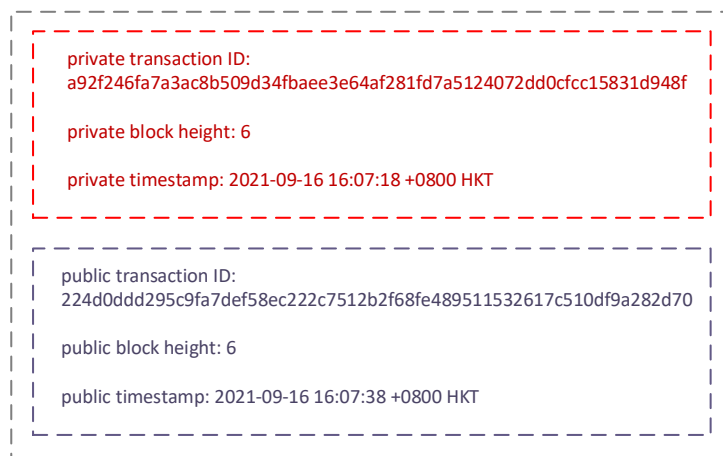 private transaction ID:
a92f246fa7a3ac8b509d34fbaee3e64af281fd7a5124072dd0cfcc15831d948f
private block height: 6
private timestamp: 2021-09-16 16:07:18 +0800 HKT
public transaction ID:
224d0ddd295c9fa7def58ec222c7512b2f68fe489511532617c510df9a282d70
public block height: 6
public timestamp: 2021-09-16 16:07:38 +0800 HKT